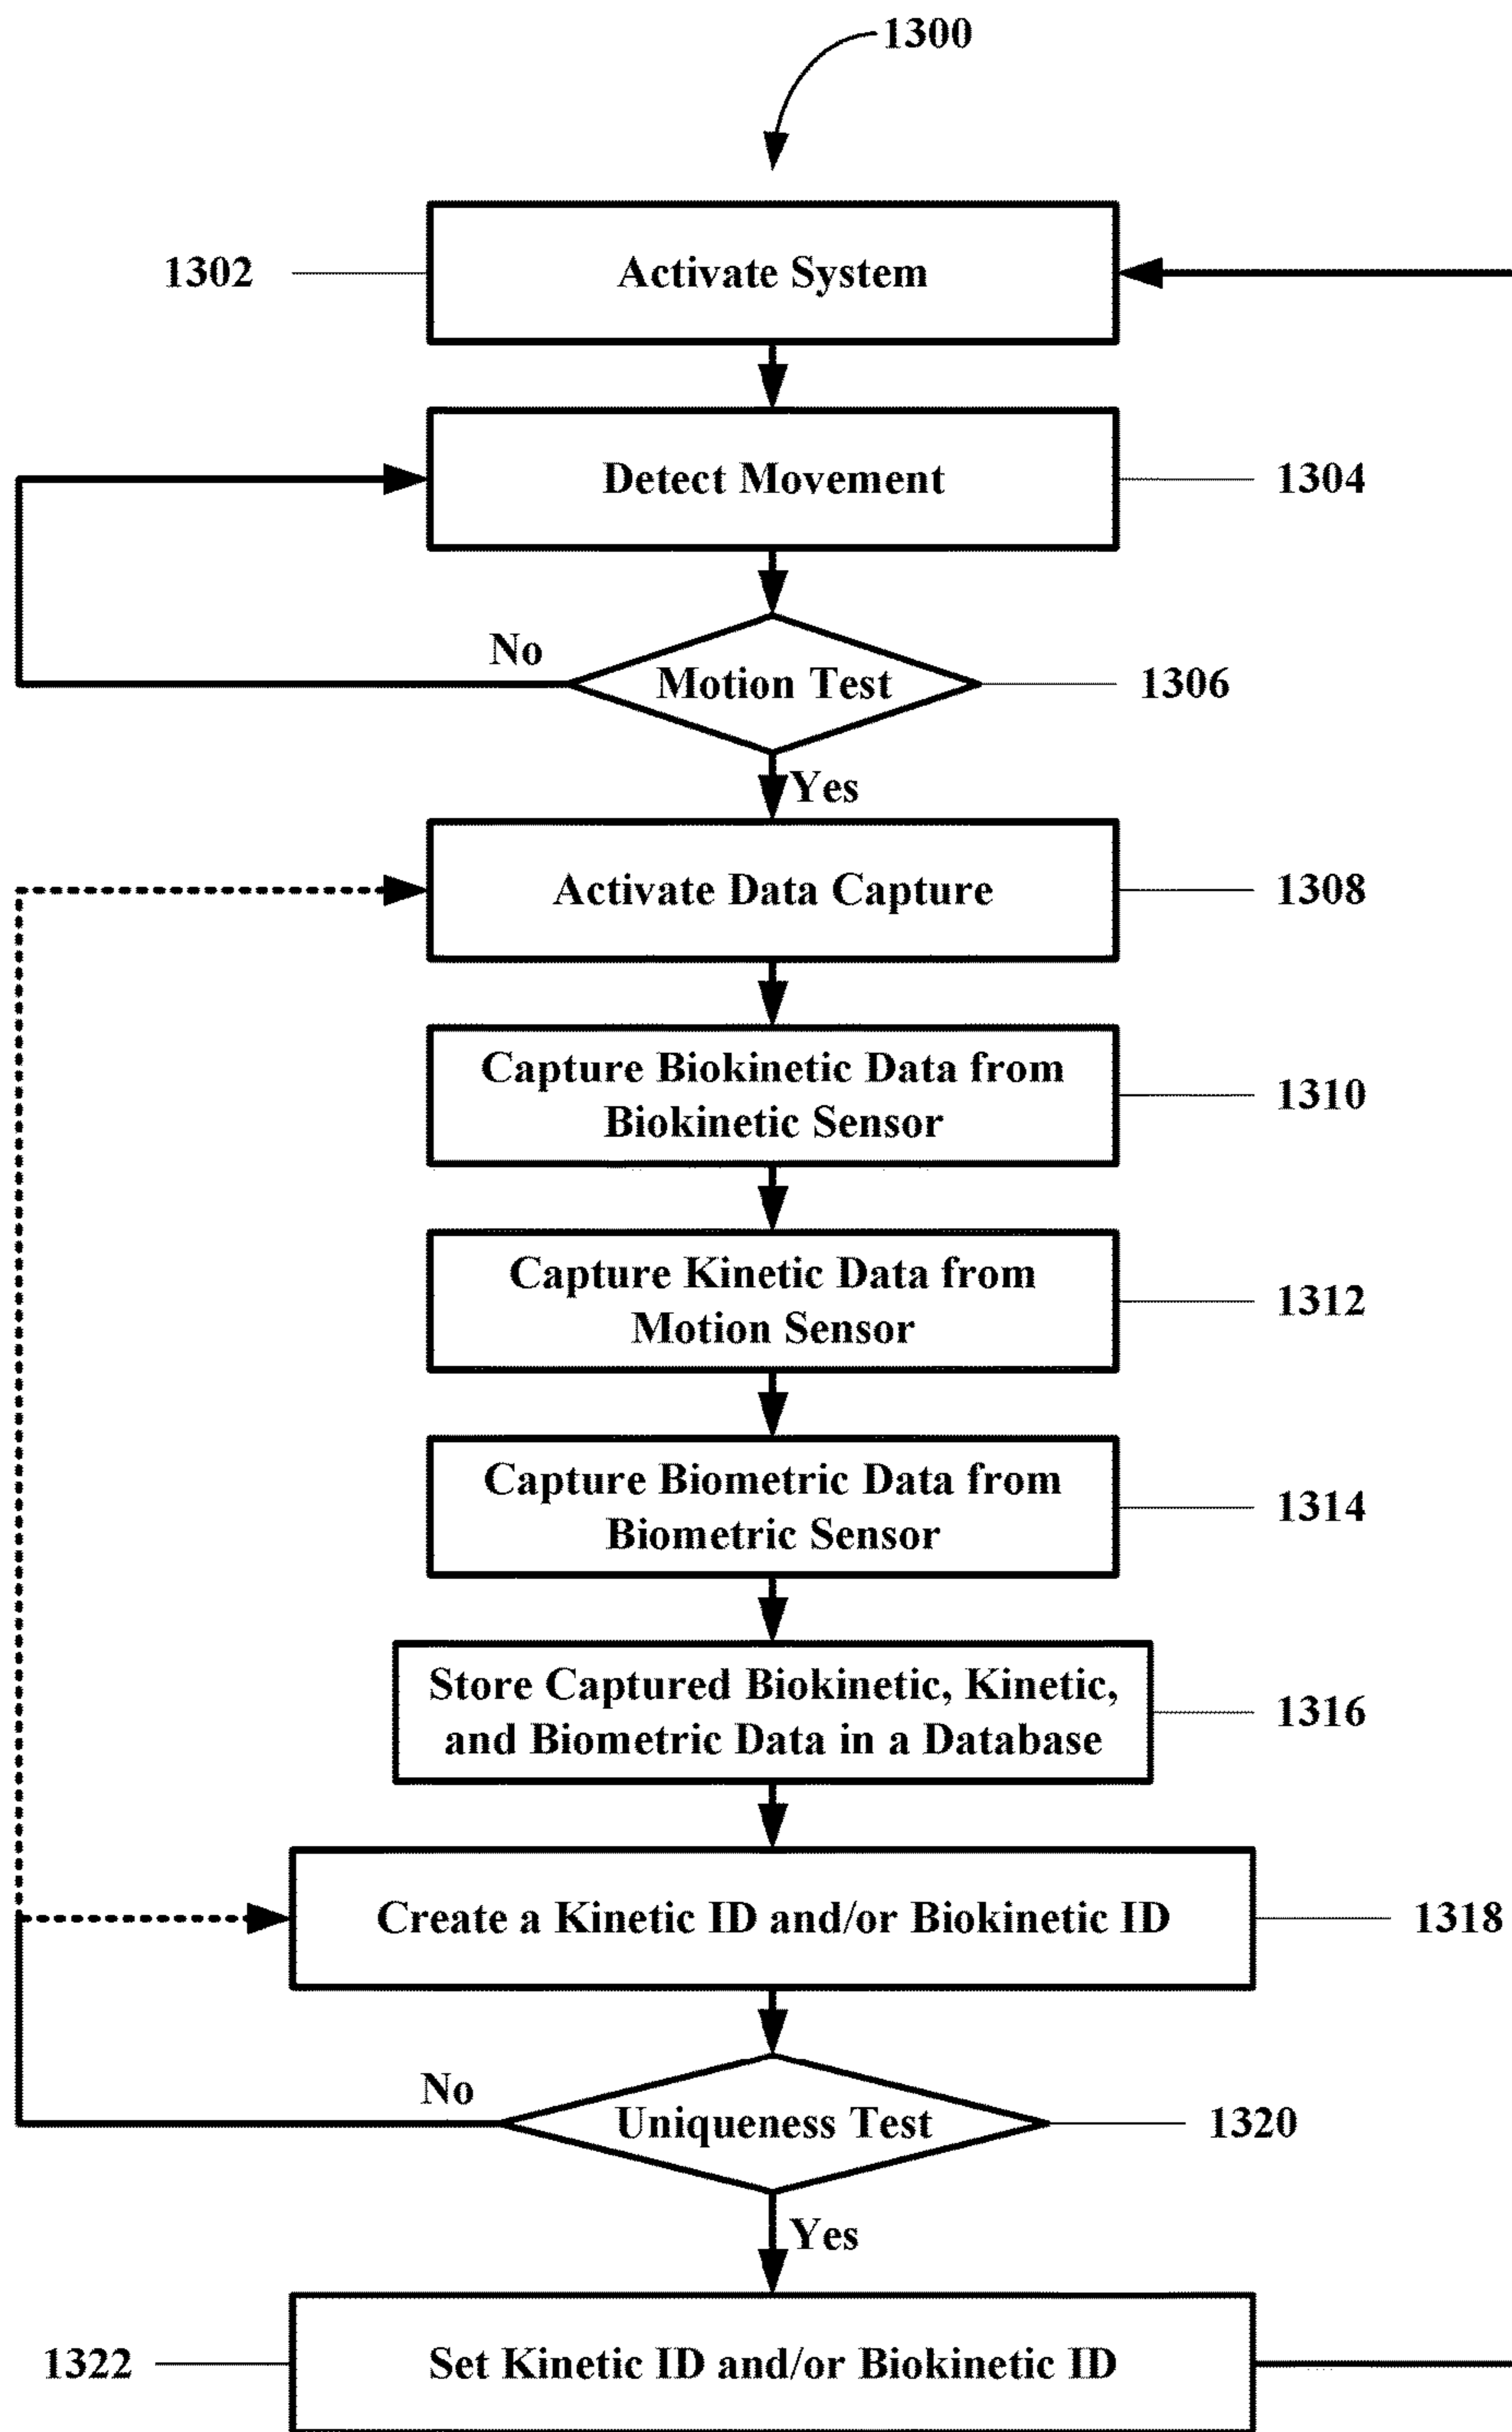 1300
1302
Activate System
Detect Movement
1304
No
Motion Test
1306
Yes
Activate Data Capture
1308
Capture Biokinetic Data from
Biokinetic Sensor
1310
Capture Kinetic Data from
Motion Sensor
1312
Capture Biometric Data from
Biometric Sensor
1314
Store Captured Biokinetic, Kinetic,
and Biometric Data in a Database
1316
Create a Kinetic ID and/or Biokinetic ID
1318
No
Uniqueness Test
1320
Yes
1322
Set Kinetic ID and/or Biokinetic ID